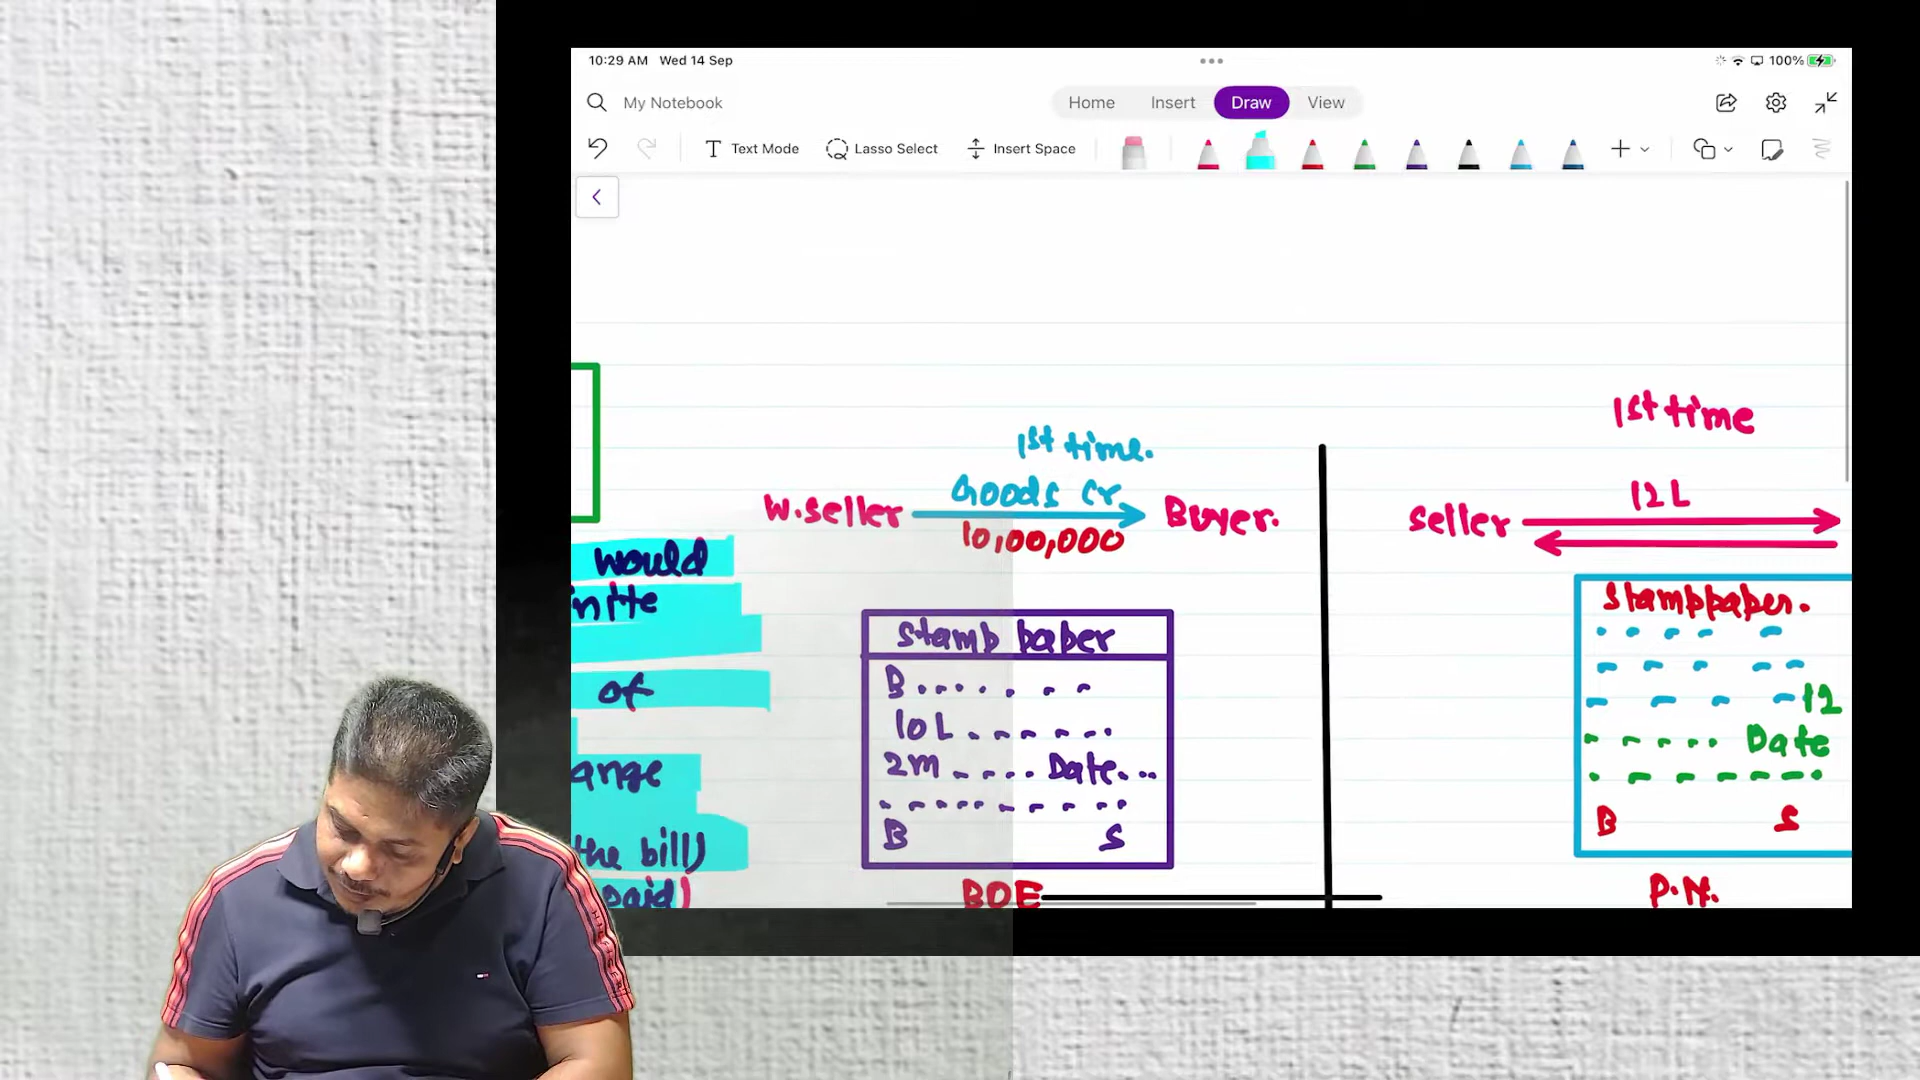 10:29 AM Wed 14 Sep
100%
My Notebook
Home Insert Draw View
Text Mode Lasso Select Insert Space
would
of
ange
the bill)
paid)
1st time.
W.seller Goods Cr Buyer.
10,00,000
Stamp paper
B
10 L
2m Date
B S
BOE
1st time
12 L
seller
Stamppaper.
12
Date
B S
P.N.